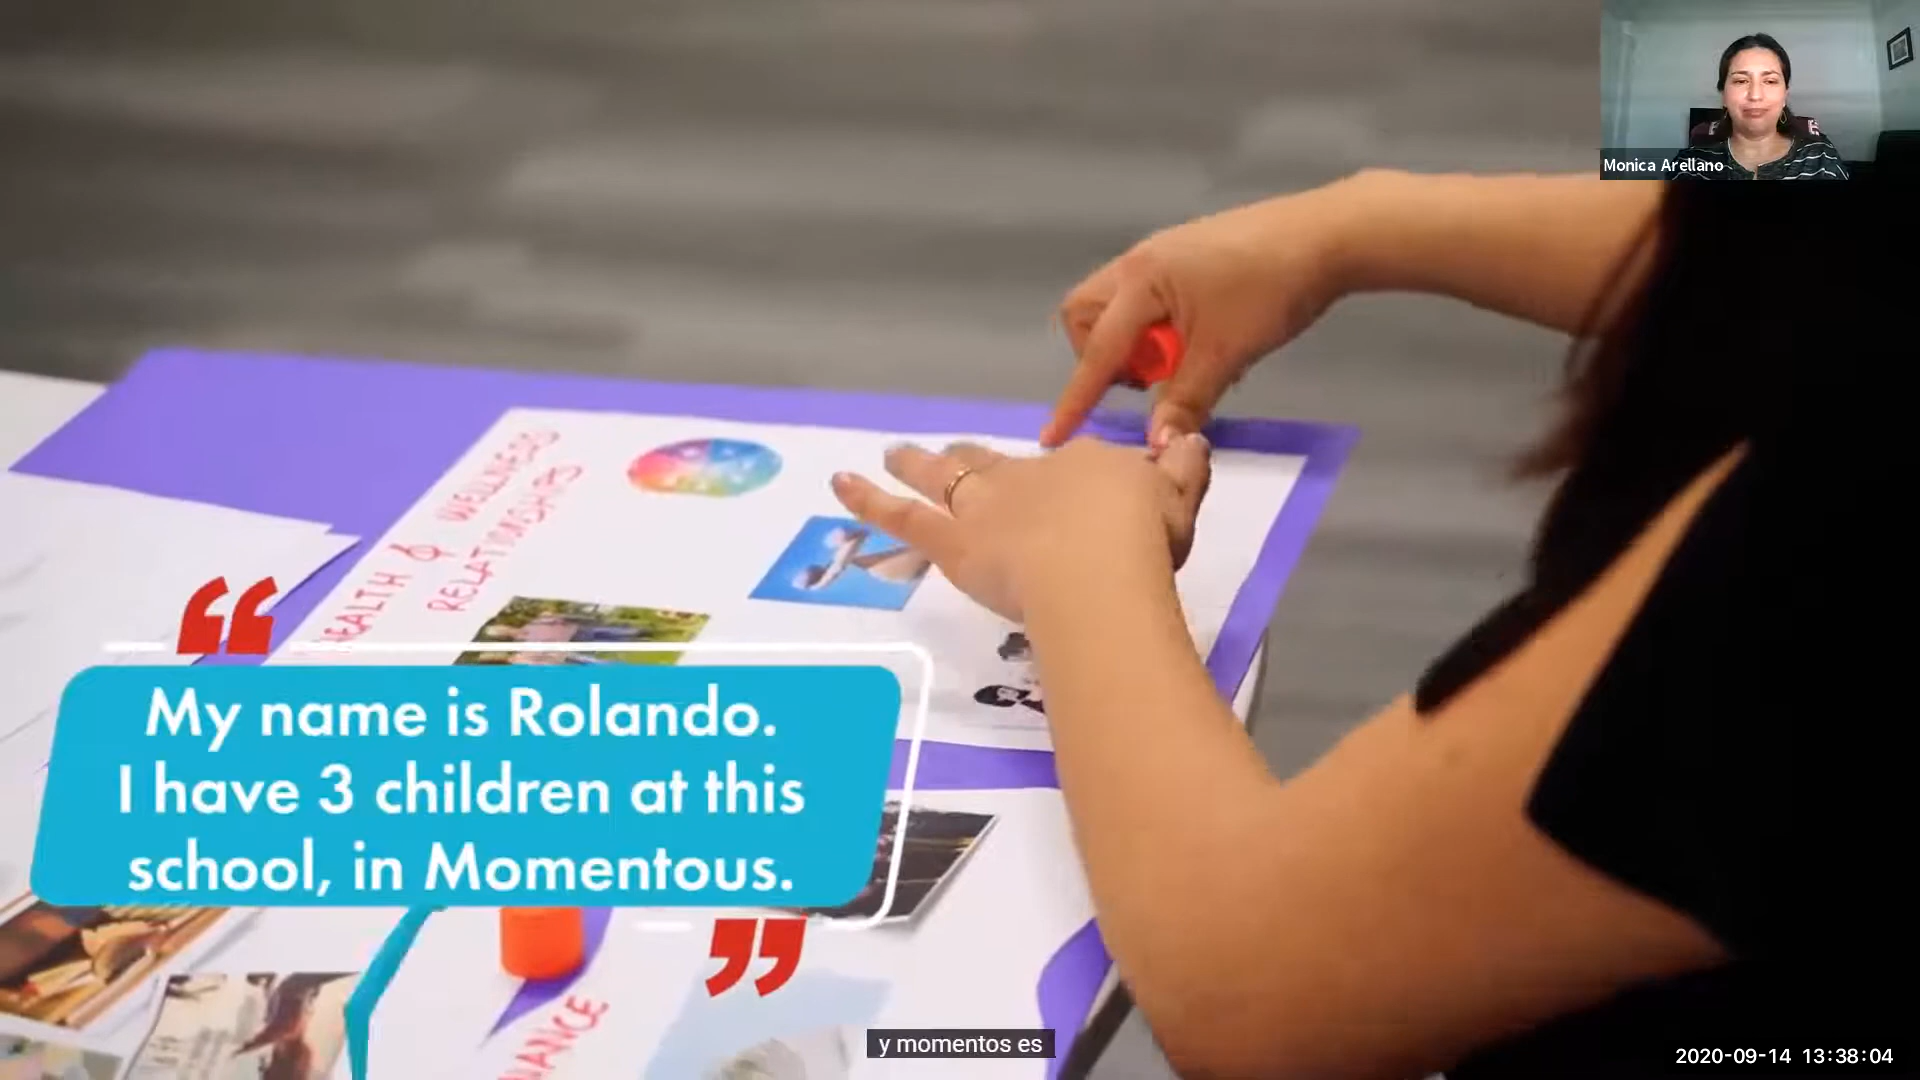 Monica Arellano
HEALTH & WELLNESS
RELATIONSHIPS
“
My name is Rolando.
I have 3 children at this
school, in Momentous.
”
NANCE
y momentos es
2020-09-14 13:38:04